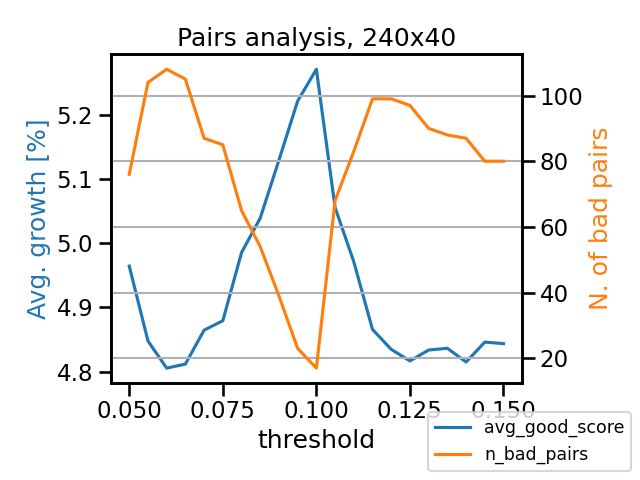 Pairs analysis, 240x40
Avg. growth [%]
5.2
5.1
5.0
4.9
4.8
100
80
60
40
20
N. of bad pairs
0.050 0.075 0.100 0.125 0.150
threshold
avg_good_score
n_bad_pairs